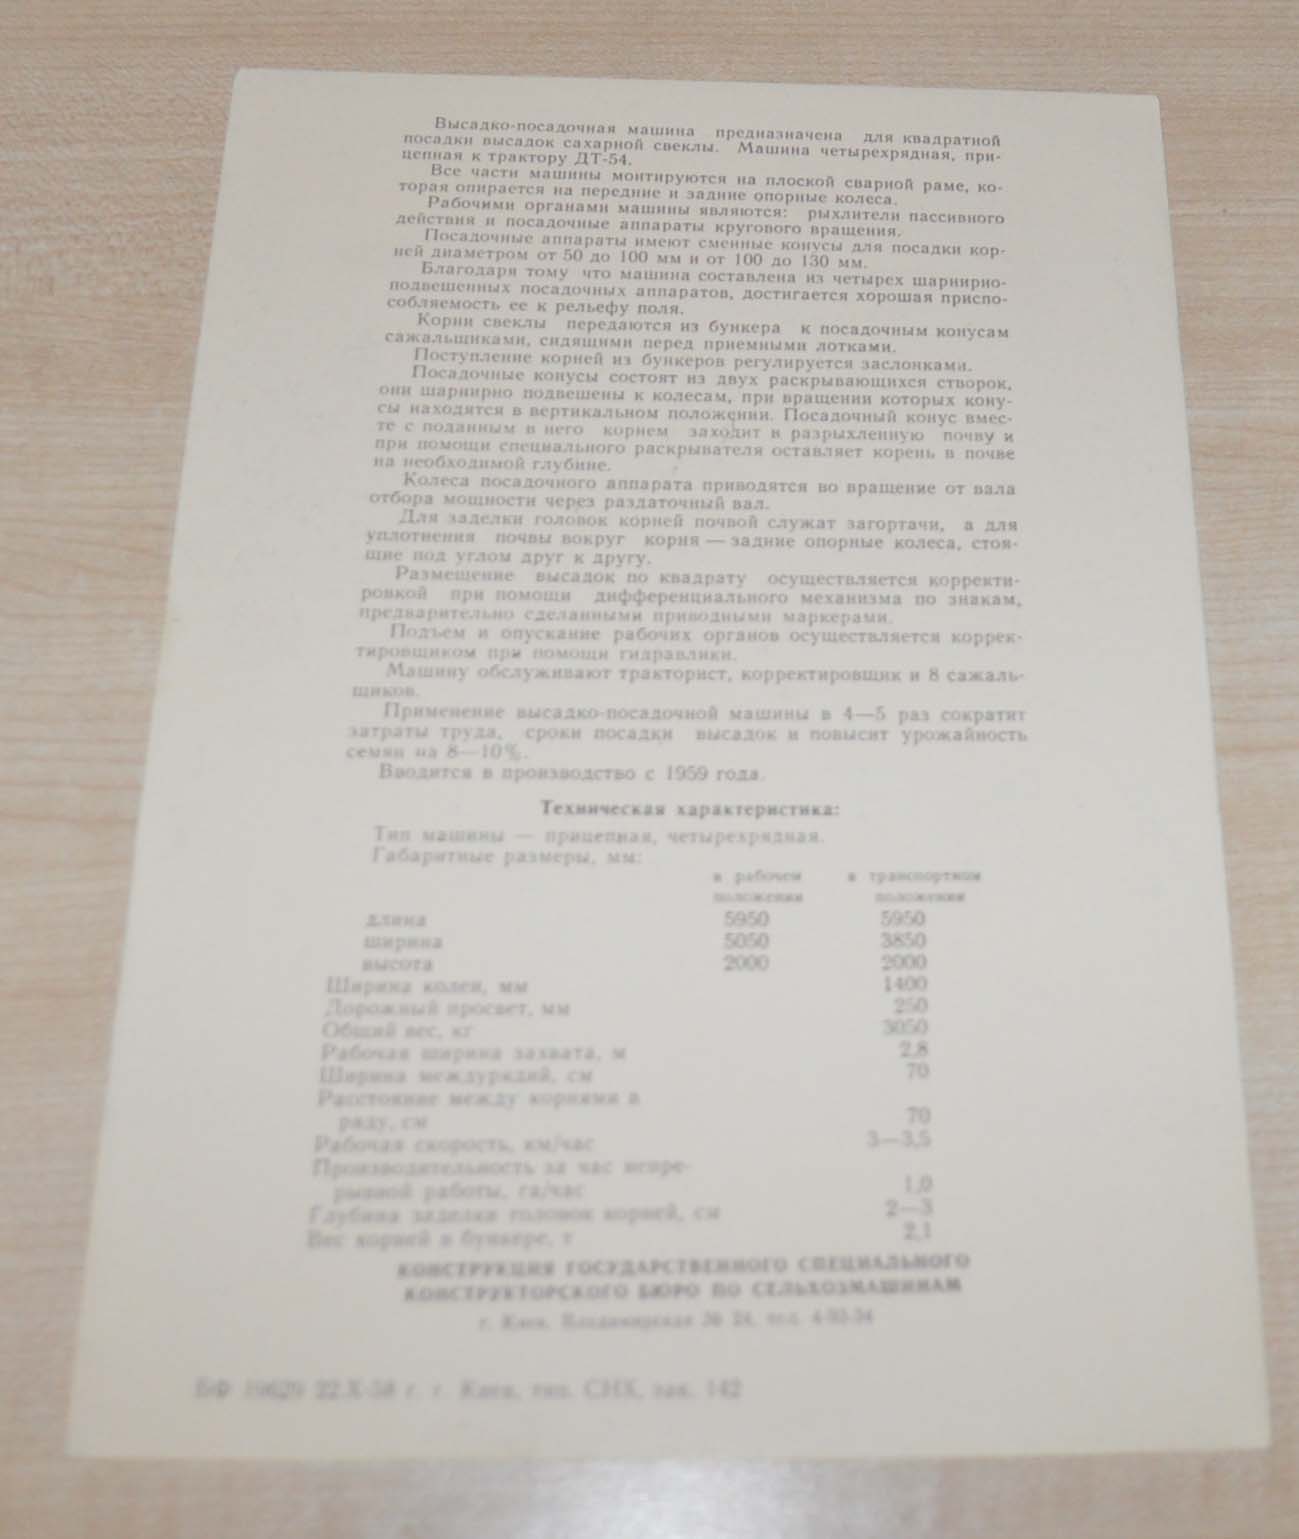 Высадко-посадочная машина предназначена для квадратной
посадки высадок сахарной свеклы. Машина четырехрядная, при-
цепная к трактору ДТ-54.
Все части машины монтируются на плоской сварной раме, ко-
торая опирается на передние и задние опорные колеса.
Рабочими органами машины являются: рыхлители пассивного
действия и посадочные аппараты кругового вращения.
Посадочные аппараты имеют сменные конусы для посадки кор-
ней диаметром от 50 до 100 мм и от 100 до 130 мм.
Благодаря тому что машина составлена из четырех шарнирно-
подвешенных посадочных аппаратов, достигается хорошая приспо-
собляемость ее к рельефу поля.
Корни свеклы передаются из бункера к посадочным конусам
сажальщиками, сидящими перед приемными лотками.
Поступление корней из бункеров регулируется заслонками.
Посадочные конусы состоят из двух раскрывающихся створок,
они шарнирно подвешены к колесам, при вращении которых кону-
сы находятся в вертикальном положении. Посадочный конус вмес-
те с поданным в него корнем заходит в разрыхленную почву и
при помощи специального раскрывателя оставляет корень в почве
на необходимой глубине.
Колеса посадочного аппарата приводятся во вращение от вала
отбора мощности через раздаточный вал.
Для заделки головок корней почвой служат загортачи, а для
уплотнения почвы вокруг корня — задние опорные колеса, стоя-
щие под углом друг к другу.
Размещение высадок по квадрату осуществляется корректи-
ровкой при помощи дифференциального механизма по знакам,
предварительно сделанными приводными маркерами.
Подъем и опускание рабочих органов осуществляется коррек-
тировщиком при помощи гидравлики.
Машину обслуживают тракторист, корректировщик и 8 сажаль-
щиков.
Применение высадко-посадочной машины в 4—5 раз сократит
затраты труда, сроки посадки высадок и повысит урожайность
семян на 8—10%.
Вводится в производство с 1959 года.
Техническая характеристика:
Тип машины — прицепная, четырехрядная.
Габаритные размеры, мм:
в рабочем в транспортном
положении положении
длина 5950 5950
ширина 5050 3850
высота 2000 2000
Ширина колеи, мм 1400
Дорожный просвет, мм 250
Общий вес, кг 3050
Рабочая ширина захвата, м 2,8
Ширина междурядий, см 70
Расстояние между корнями в
ряду, см 70
Рабочая скорость, км/час 3—3,5
Производительность за час непре-
рывной работы, га/час 1,0
Глубина заделки головок корней, см 2—3
Вес корней в бункере, т 2,1
КОНСТРУКЦИЯ ГОСУДАРСТВЕННОГО СПЕЦИАЛЬНОГО
КОНСТРУКТОРСКОГО БЮРО ПО СЕЛЬХОЗМАШИНАМ
г. Киев, Владимирская № 24, тел.
БФ 19629 22.X-58 г. г. Киев, тип. СНХ, зак. 142